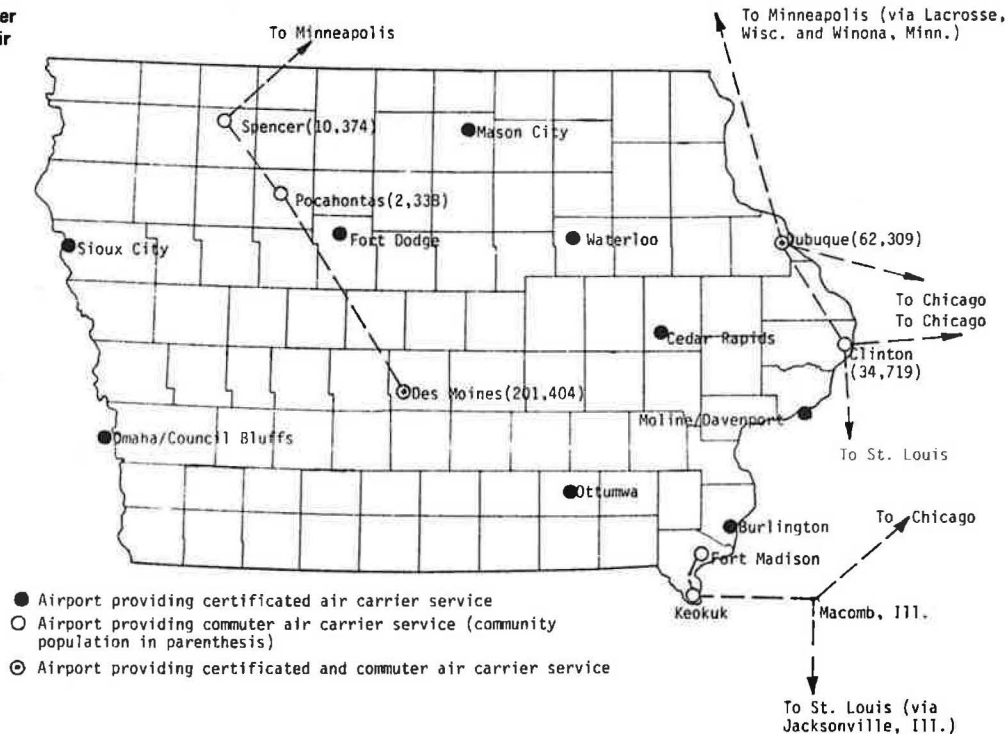 er
ir
To Minneapolis
To Minneapolis (via Lacrosse,
Wisc. and Winona, Minn.)
Spencer(10,374)
Mason City
Pocahontas(2,338)
Fort Dodge
Waterloo
Dubuque(62,309)
Sioux City
To Chicago
To Chicago
Cedar Rapids
Clinton
(34,719)
Des Moines(201,404)
Moline/Davenport
Omaha/Council Bluffs
To St. Louis
Ottumwa
Burlington
To Chicago
Fort Madison
Keokuk
Macomb, Ill.
Airport providing certificated air carrier service
Airport providing commuter air carrier service (community
population in parenthesis)
Airport providing certificated and commuter air carrier service
To St. Louis (via
Jacksonville, Ill.)